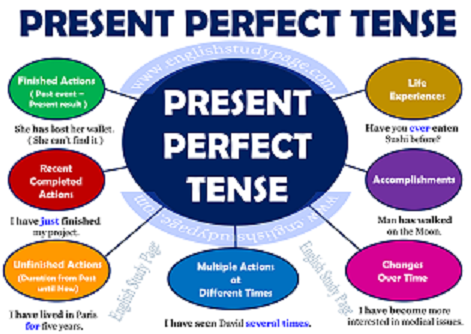 PRESENT PERFECT TENSE
www.englishstudypage.com
Finished Actions
( Past event –
Present result )
She has lost her wallet.
( She can't find it )
Recent
Completed
Actions
I have just finished
my project.
Unfinished Actions
(Duration from Past
until Now)
I have lived in Paris
for five years.
PRESENT
PERFECT
TENSE
www.englishstudypage.com
English Study Page
Multiple Actions
at
Different Times
I have seen David several times.
English Study Page
Life
Experiences
Have you ever eaten
Sushi before?
Accomplishments
Man has walked
on the Moon.
Changes
Over Time
I have become more
interested in medical issues.